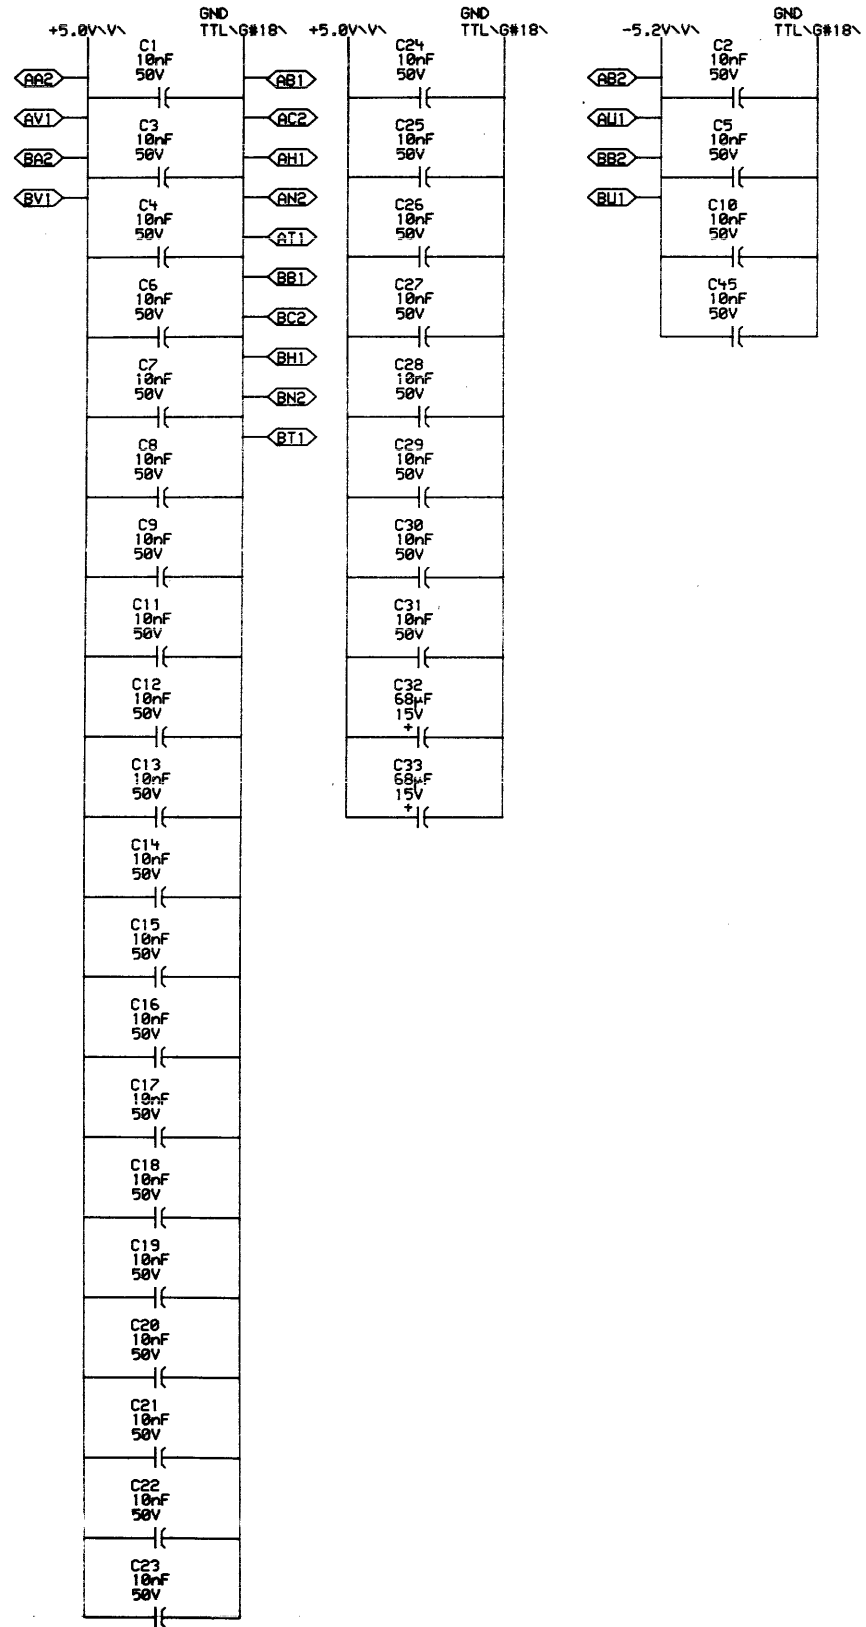 +5.0V\V\
GND
TTL\G#18\
C1
10nF
50V
C3
10nF
50V
C4
10nF
50V
C6
10nF
50V
C7
10nF
50V
C8
10nF
50V
C9
10nF
50V
C11
10nF
50V
C12
10nF
50V
C13
10nF
50V
C14
10nF
50V
C15
10nF
50V
C16
10nF
50V
C17
10nF
50V
C18
10nF
50V
C19
10nF
50V
C20
10nF
50V
C21
10nF
50V
C22
10nF
50V
C23
10nF
50V
AA2
AV1
BA2
BV1
AB1
AC2
AH1
AN2
AT1
BB1
BC2
BH1
BN2
BT1
+5.0V\V\
GND
TTL\G#18\
C24
10nF
50V
C25
10nF
50V
C26
10nF
50V
C27
10nF
50V
C28
10nF
50V
C29
10nF
50V
C30
10nF
50V
C31
10nF
50V
C32
68µF
15V
+
C33
68µF
15V
+
-5.2V\V\
GND
TTL\G#18\
AB2
AU1
BB2
BU1
C2
10nF
50V
C5
10nF
50V
C10
10nF
50V
C45
10nF
50V